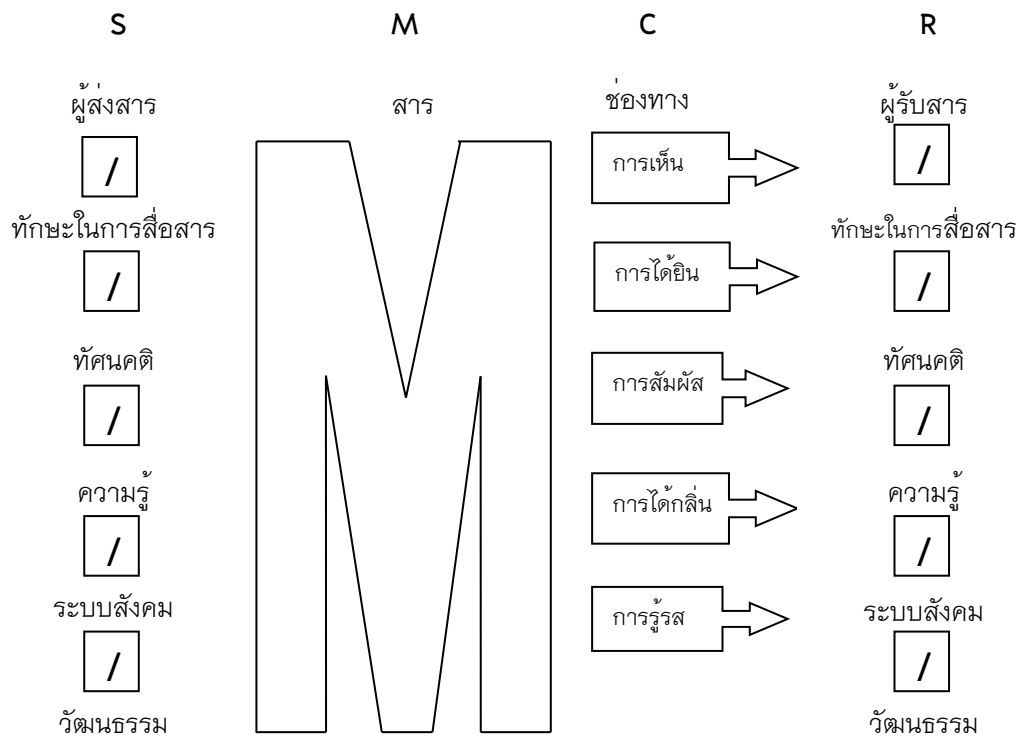 S M C R
ผู้ส่งสาร สาร ช่องทาง ผู้รับสาร
/ M การเห็น /
ทักษะในการสื่อสาร ทักษะในการสื่อสาร
/ การได้ยิน /
ทัศนคติ ทัศนคติ
/ การสัมผัส /
ความรู้ ความรู้
/ การได้กลิ่น /
ระบบสังคม ระบบสังคม
/ การรู้รส /
วัฒนธรรม วัฒนธรรม